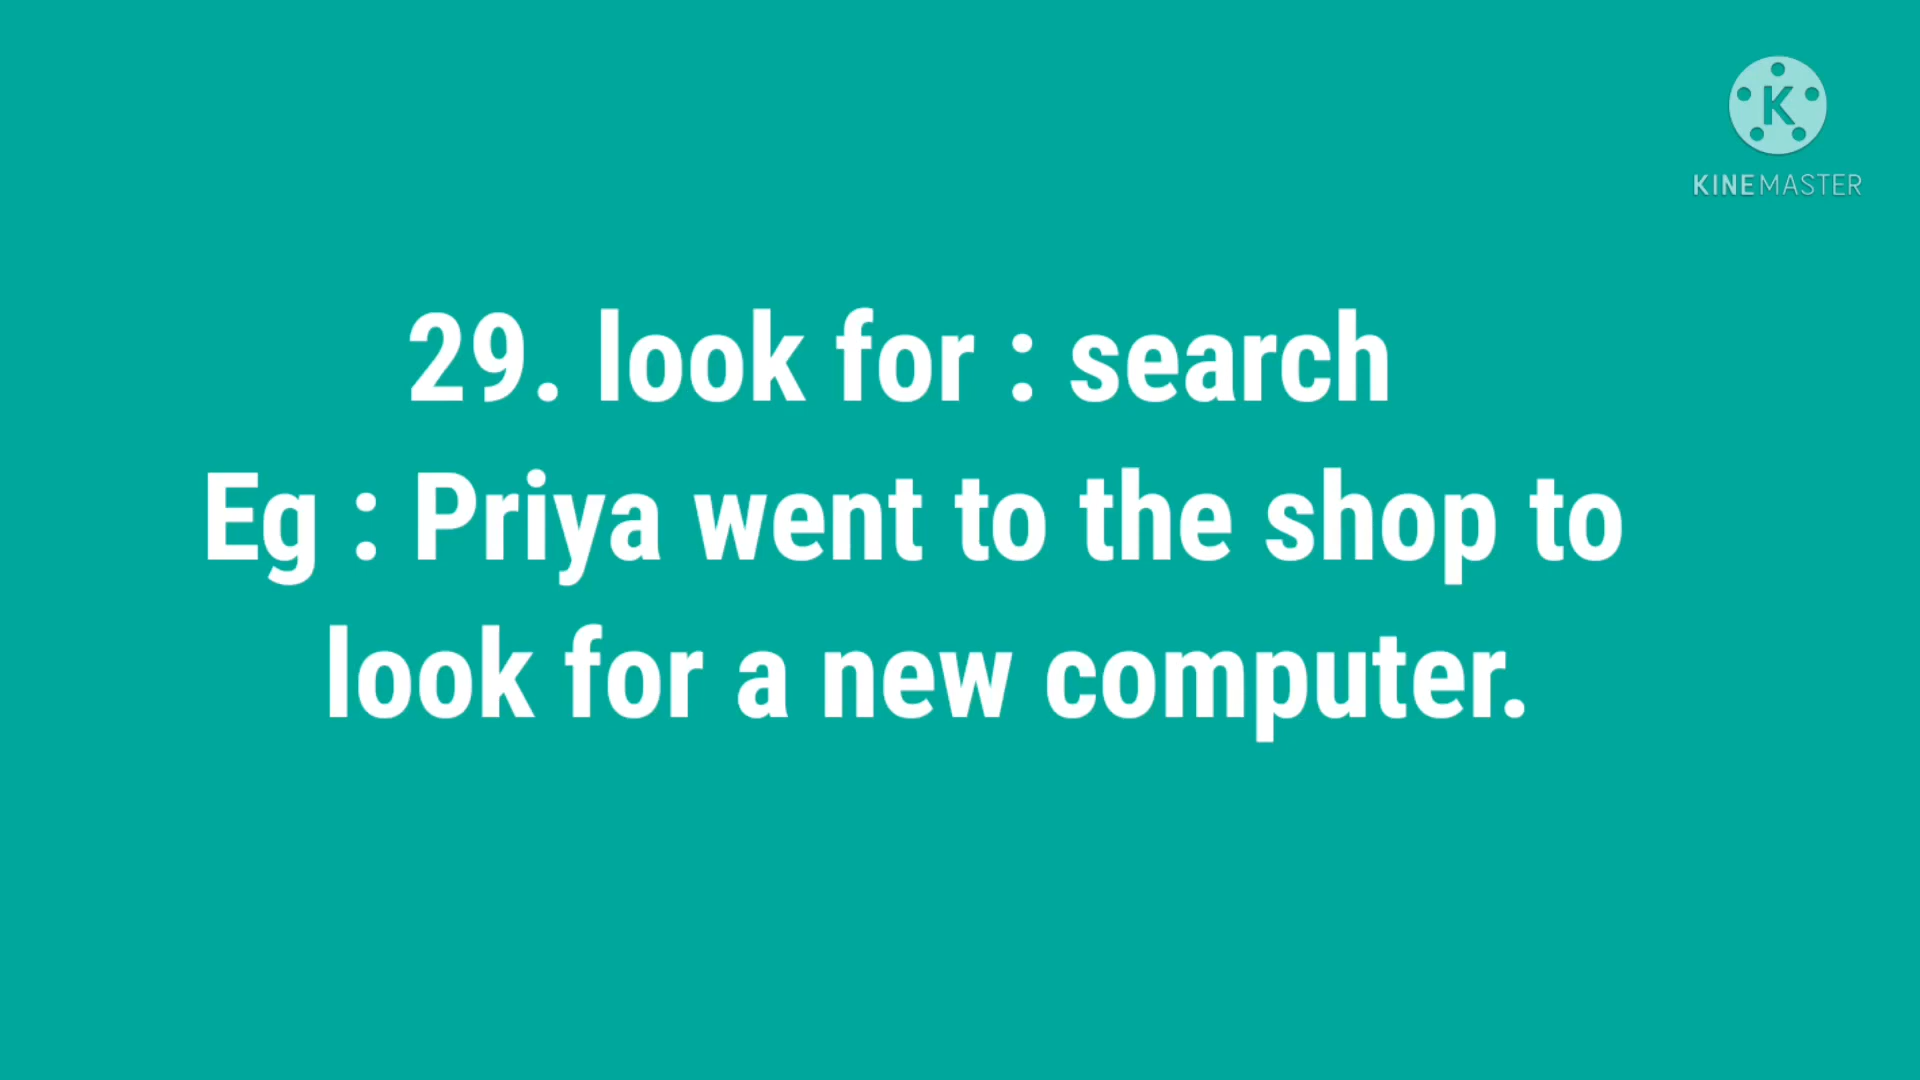 KINEMASTER
29. look for : search
Eg : Priya went to the shop to
look for a new computer.